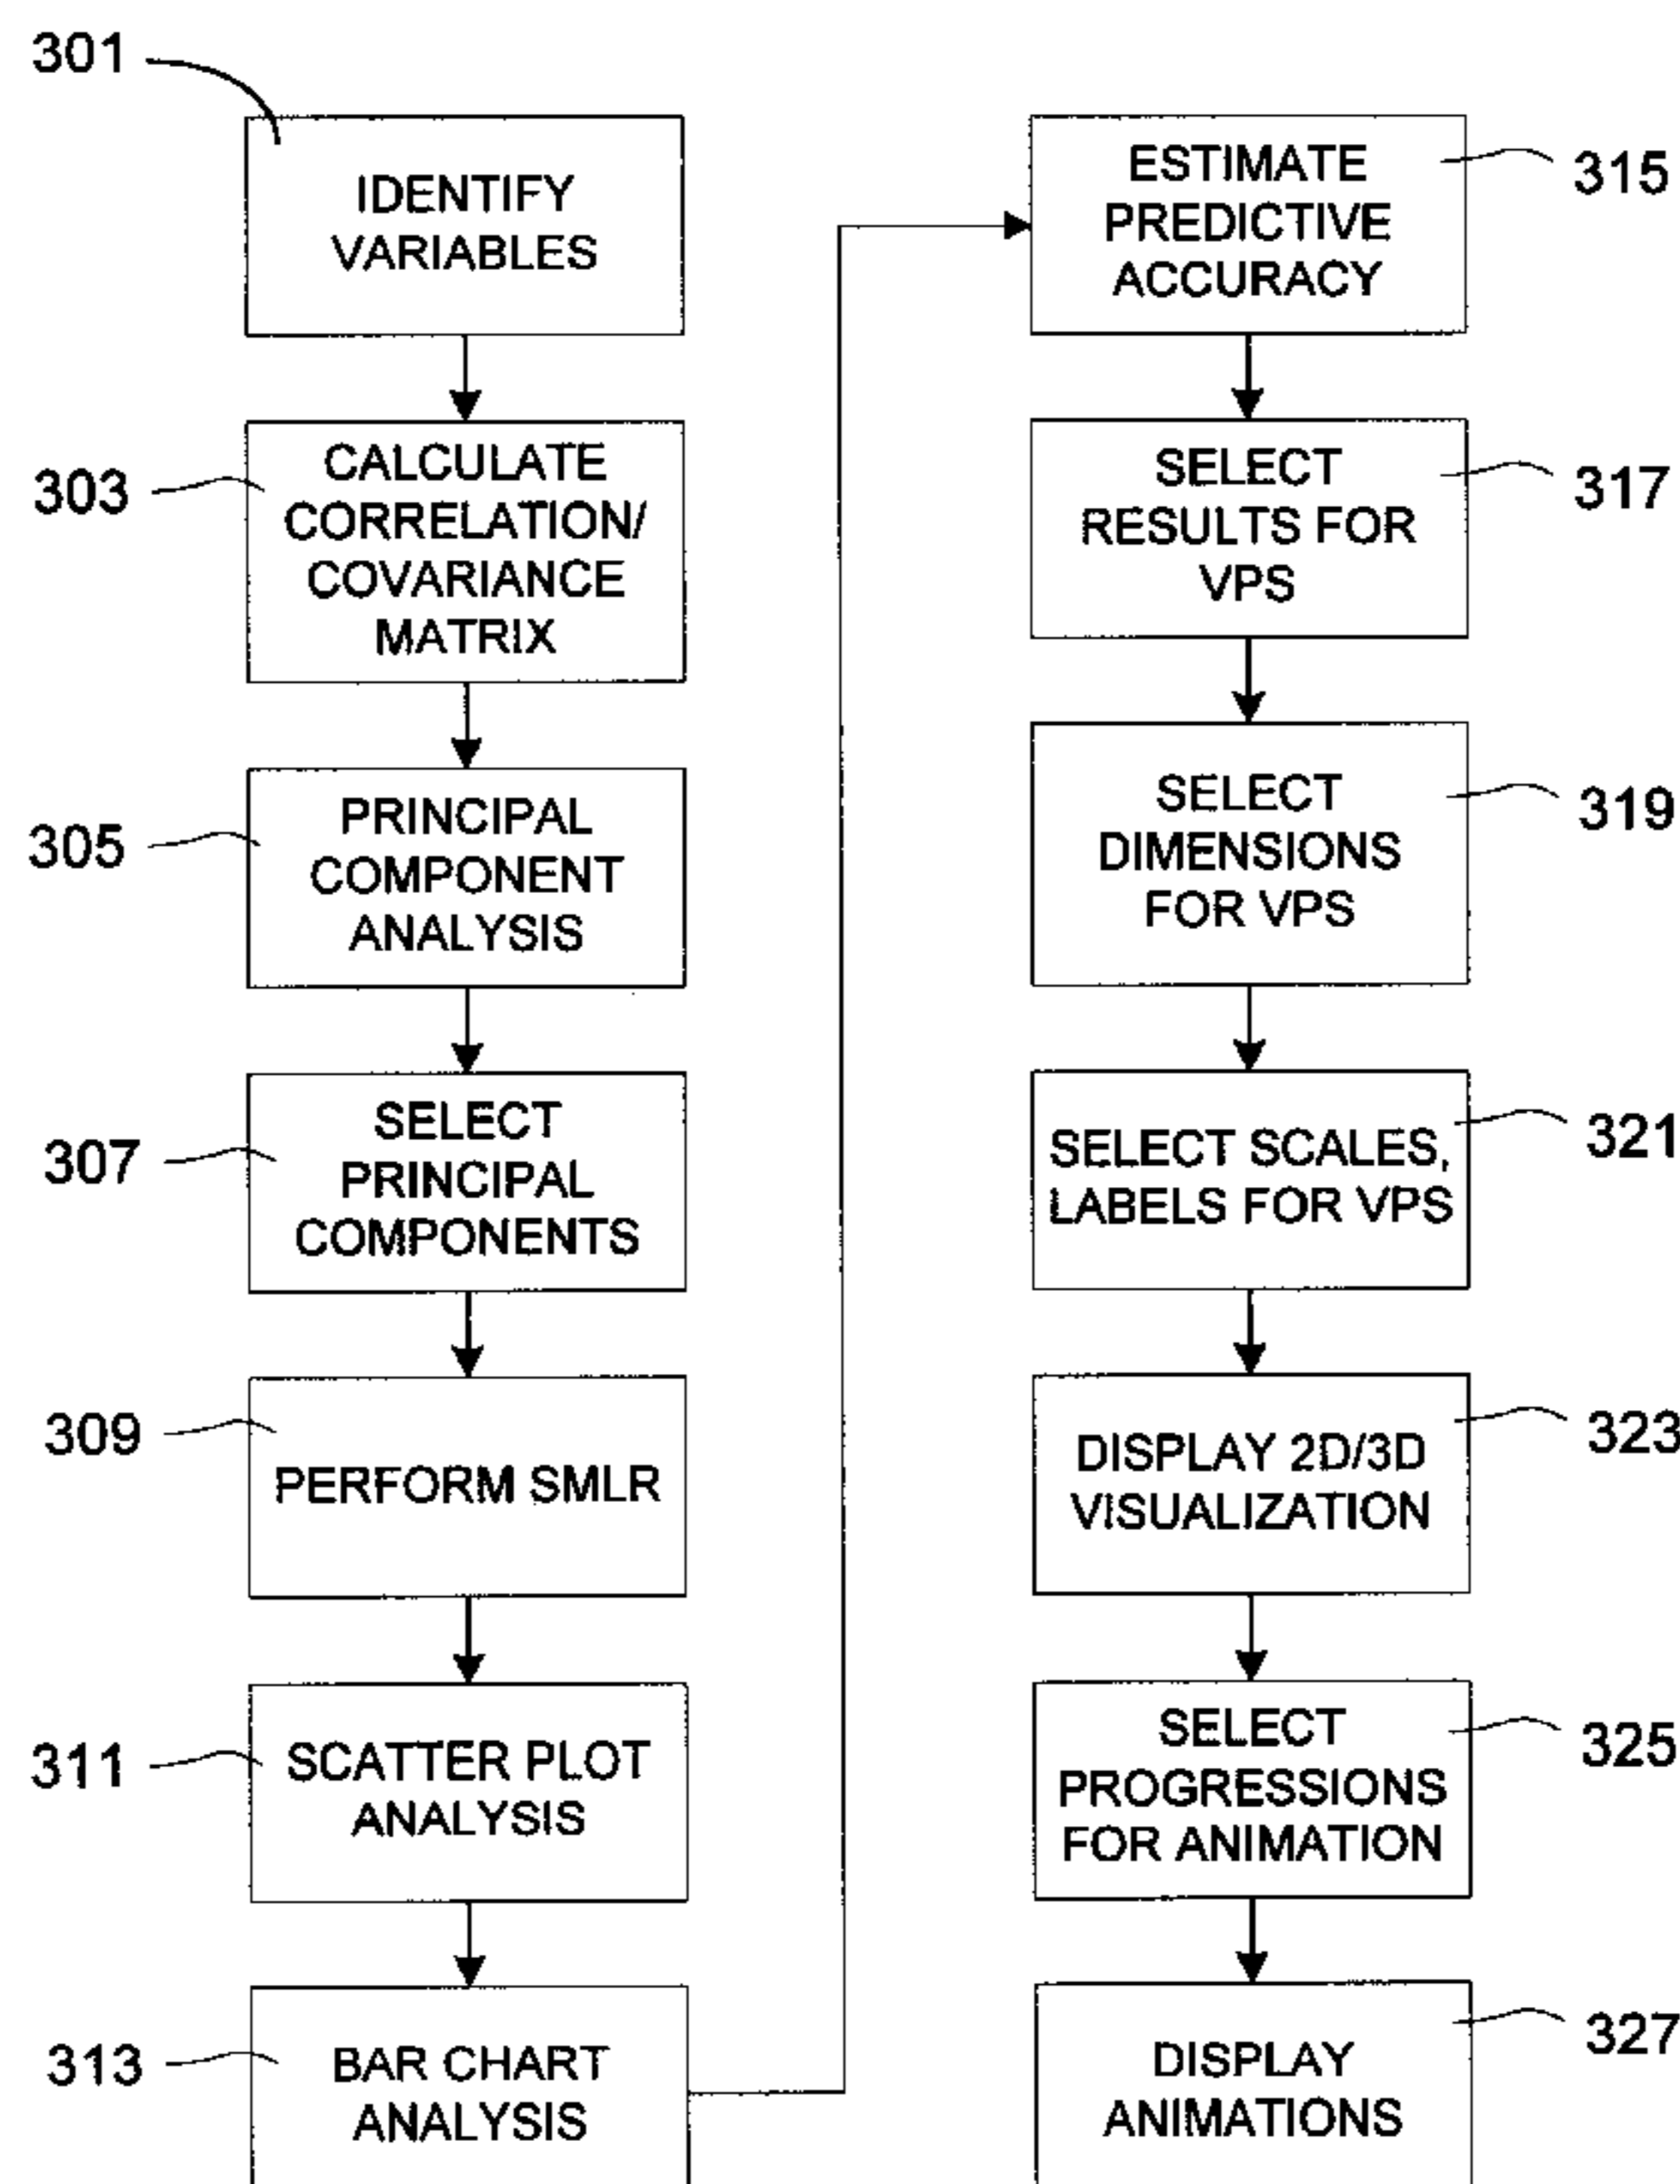 301
IDENTIFY
VARIABLES
303
CALCULATE
CORRELATION/
COVARIANCE
MATRIX
305
PRINCIPAL
COMPONENT
ANALYSIS
307
SELECT
PRINCIPAL
COMPONENTS
309
PERFORM SMLR
311
SCATTER PLOT
ANALYSIS
313
BAR CHART
ANALYSIS
315
ESTIMATE
PREDICTIVE
ACCURACY
317
SELECT
RESULTS FOR
VPS
319
SELECT
DIMENSIONS
FOR VPS
321
SELECT SCALES,
LABELS FOR VPS
323
DISPLAY 2D/3D
VISUALIZATION
325
SELECT
PROGRESSIONS
FOR ANIMATION
327
DISPLAY
ANIMATIONS